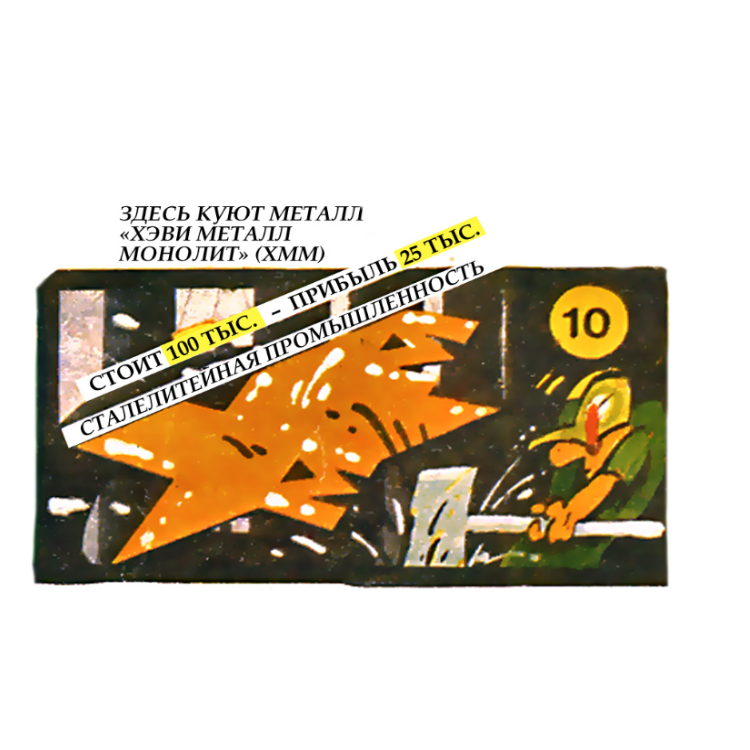 ЗДЕСЬ КУЮТ МЕТАЛЛ
«ХЭВИ МЕТАЛЛ
МОНОЛИТ» (ХММ)
СТОИТ 100 ТЫС. - ПРИБЫЛЬ 25 ТЫС.
СТАЛЕЛИТЕЙНАЯ ПРОМЫШЛЕННОСТЬ
10